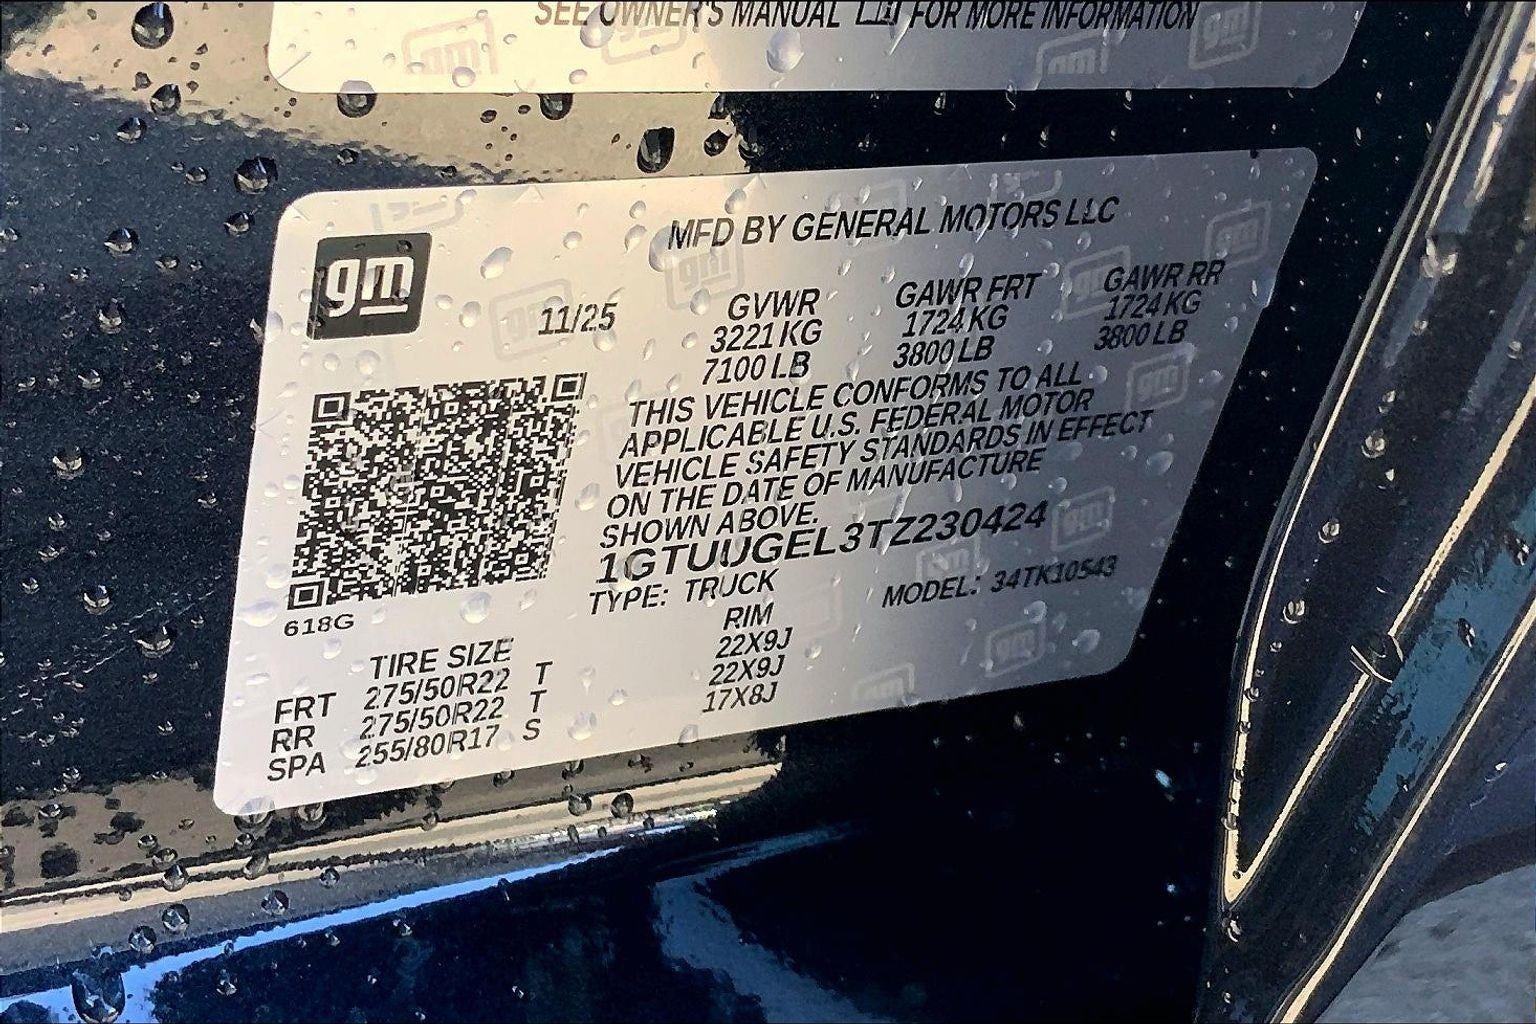 SEE OWNER'S MANUAL FOR MORE INFORMATION
gm
MFD BY GENERAL MOTORS LLC
11/25
GVWR GAWR FRT GAWR RR
3221 KG 1724 KG 1724 KG
7100 LB 3800 LB 3800 LB
THIS VEHICLE CONFORMS TO ALL
APPLICABLE U.S. FEDERAL MOTOR
VEHICLE SAFETY STANDARDS IN EFFECT
ON THE DATE OF MANUFACTURE
SHOWN ABOVE.
1GTUUGEL3TZ230424
TYPE: TRUCK MODEL: 34TK10543
618G
TIRE SIZE RIM
FRT 275/50R22 T 22X9J
RR 275/50R22 T 22X9J
SPA 255/80R17 S 17X8J